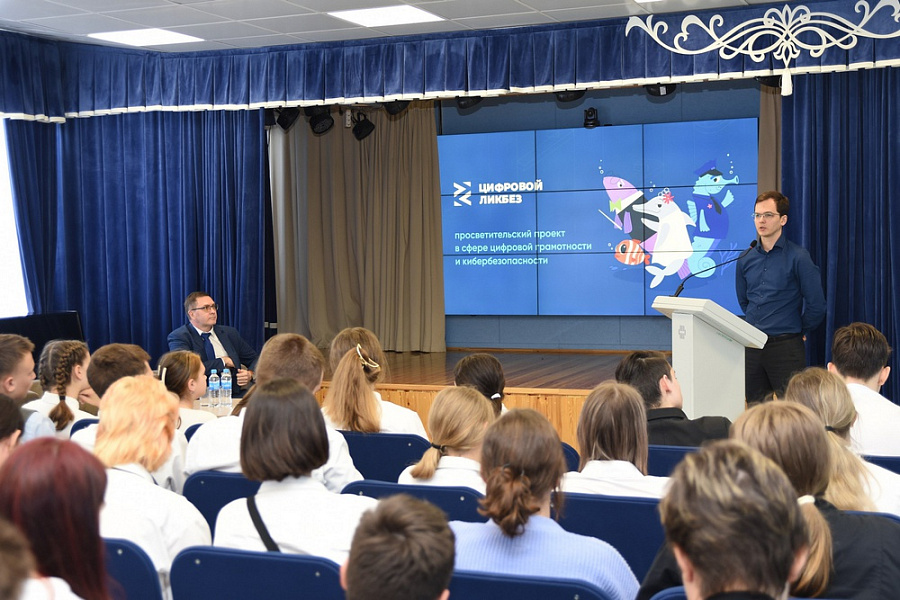 ЦИФРОВОЙ
ЛИКБЕЗ
просветительский проект
в сфере цифровой грамотности
и кибербезопасности